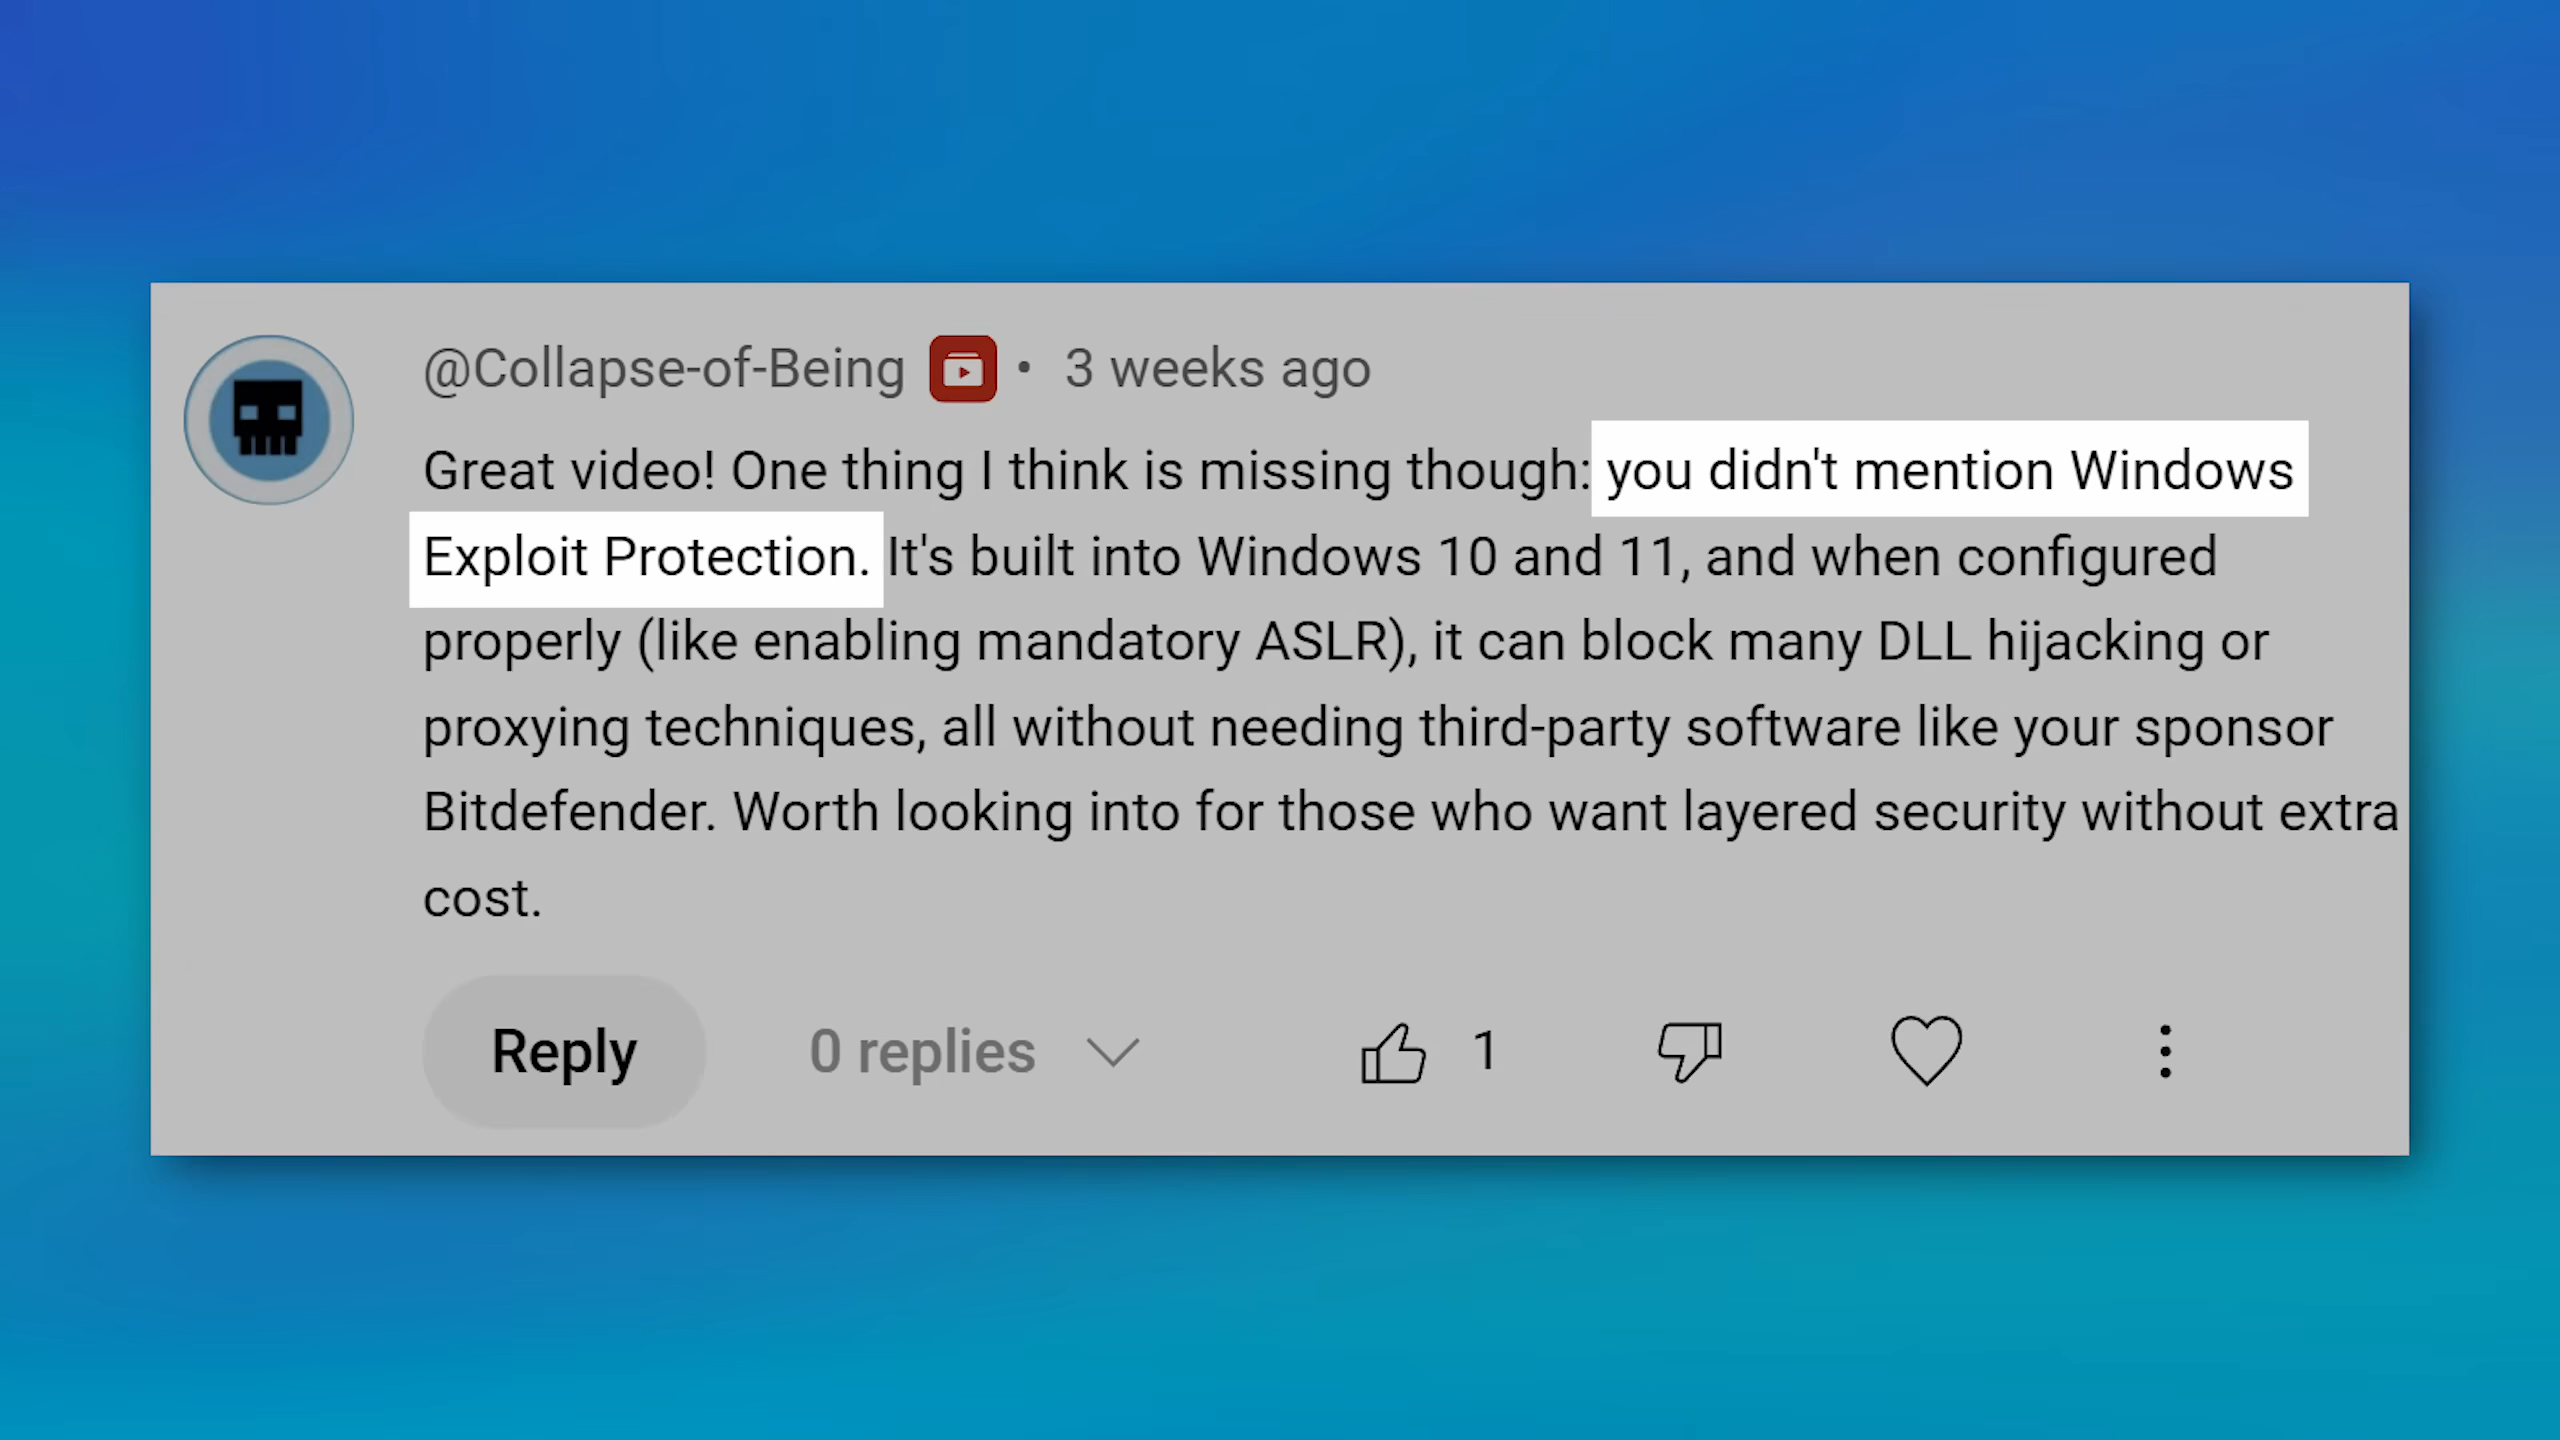 @Collapse-of-Being • 3 weeks ago
Great video! One thing I think is missing though: you didn't mention Windows
Exploit Protection. It's built into Windows 10 and 11, and when configured
properly (like enabling mandatory ASLR), it can block many DLL hijacking or
proxying techniques, all without needing third-party software like your sponsor
Bitdefender. Worth looking into for those who want layered security without extra
cost.
Reply 0 replies 1